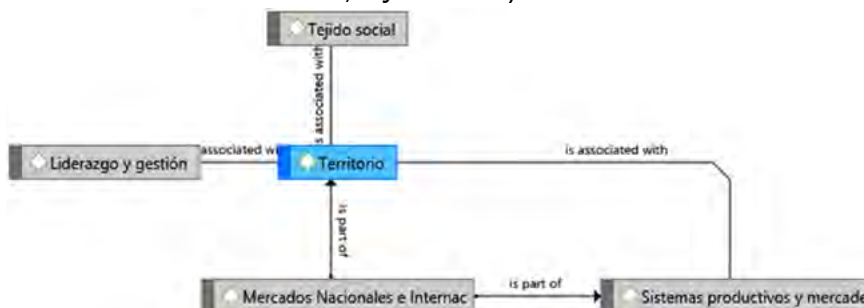 Tejido social
is associated with
Liderazgo y gestión
associated wi
Territorio
is associated with
is part of
Mercados Nacionales e Internac
is part of
Sistemas productivos y mercade